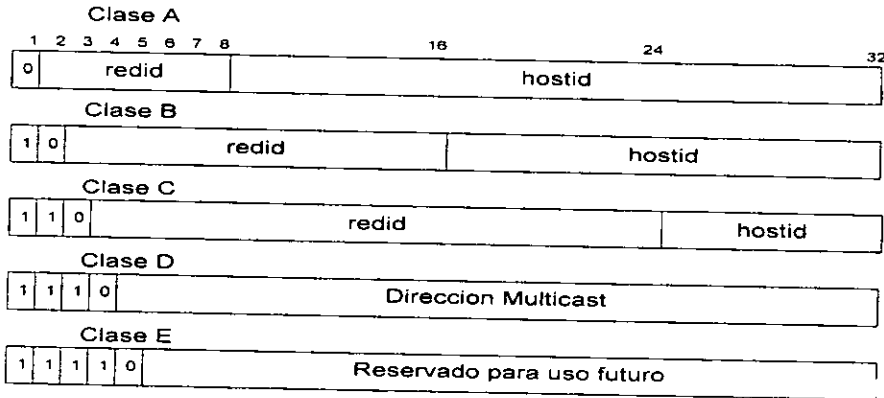 Clase A
1 2 3 4 5 6 7 8 16 24 32
0 redid hostid
Clase B
1 0 redid hostid
Clase C
1 1 0 redid hostid
Clase D
1 1 1 0 Direccion Multicast
Clase E
1 1 1 1 0 Reservado para uso futuro